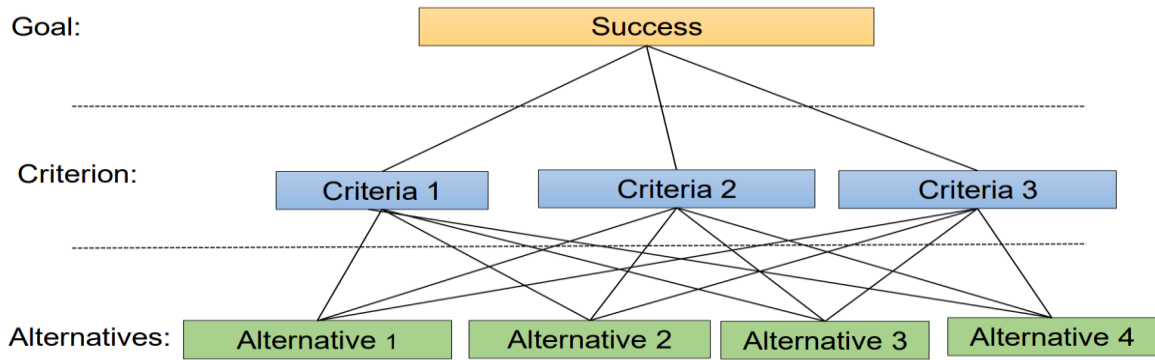 Goal:
Success
Criterion:
Criteria 1
Criteria 2
Criteria 3
Alternatives:
Alternative 1
Alternative 2
Alternative 3
Alternative 4